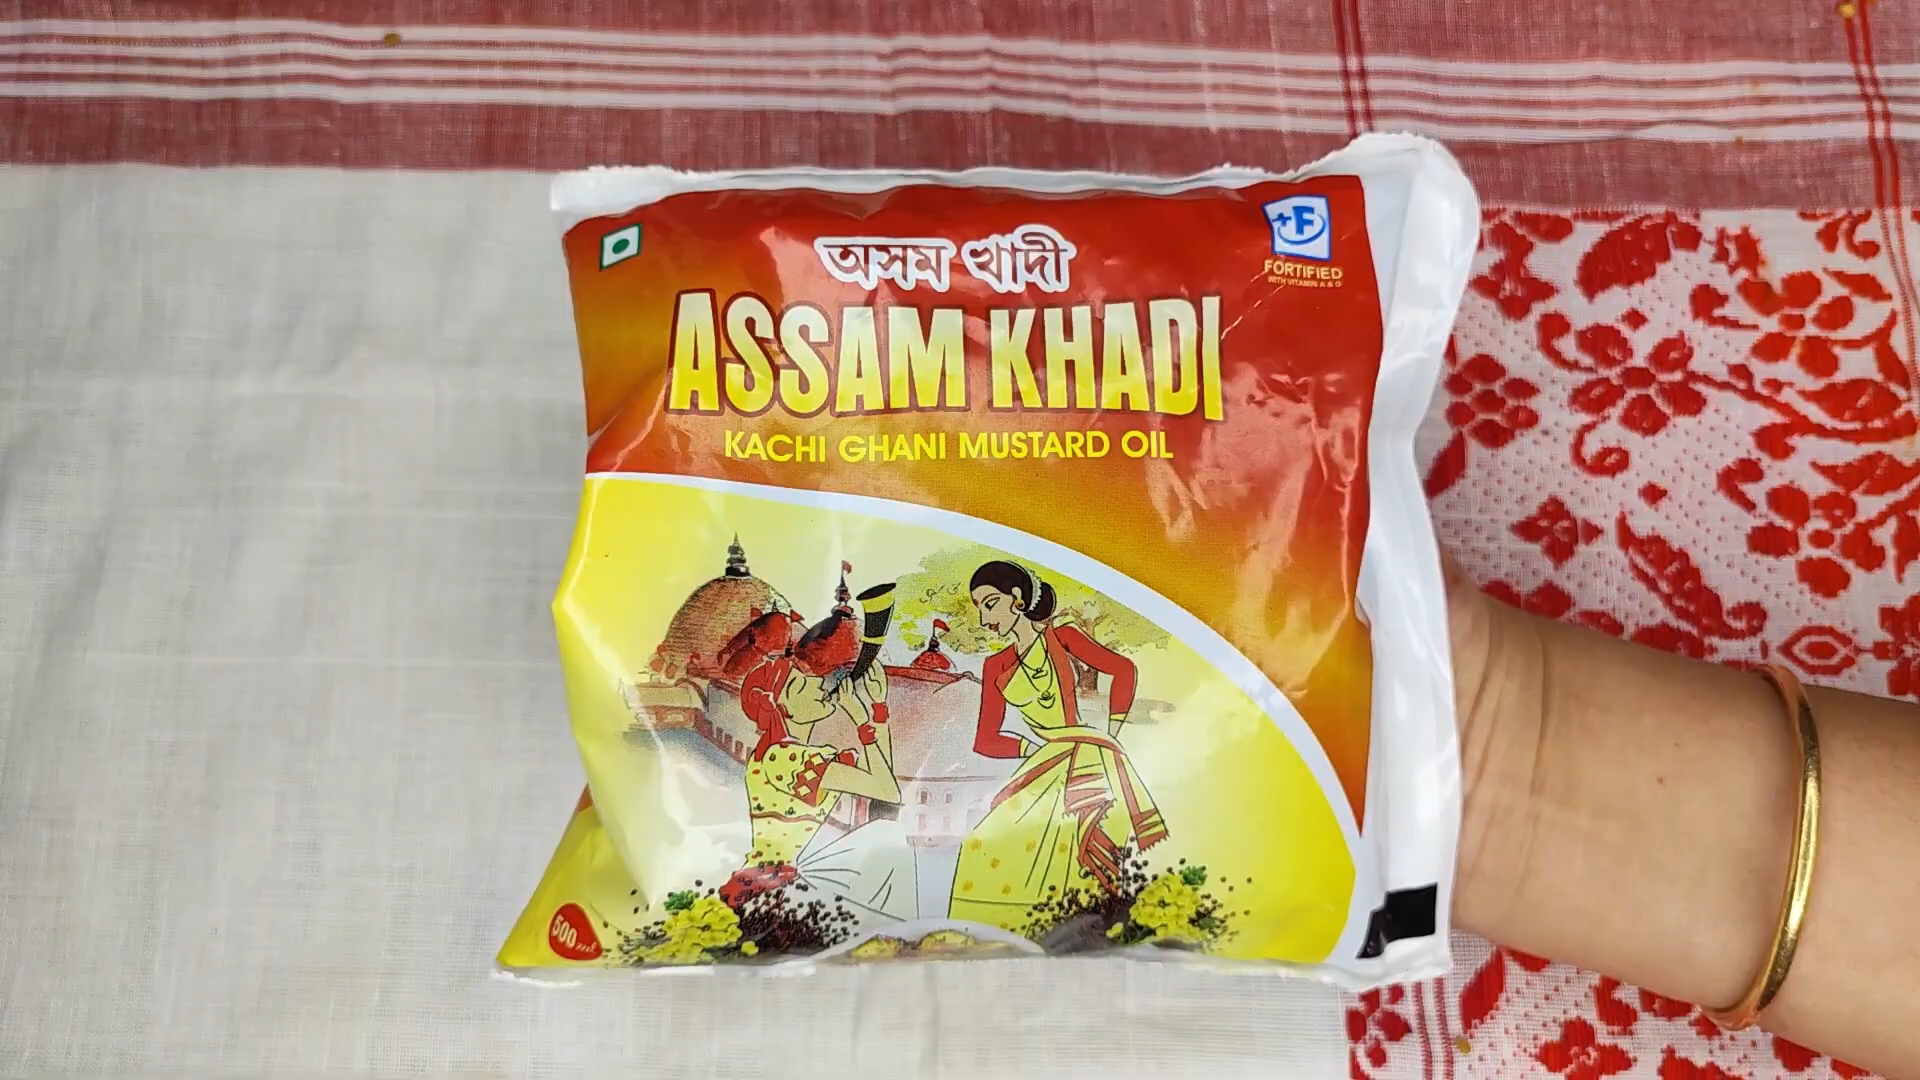 অসম খাদী
+F
FORTIFIED
WITH VITAMIN A & D
ASSAM KHADI
KACHI GHANI MUSTARD OIL
500 ml